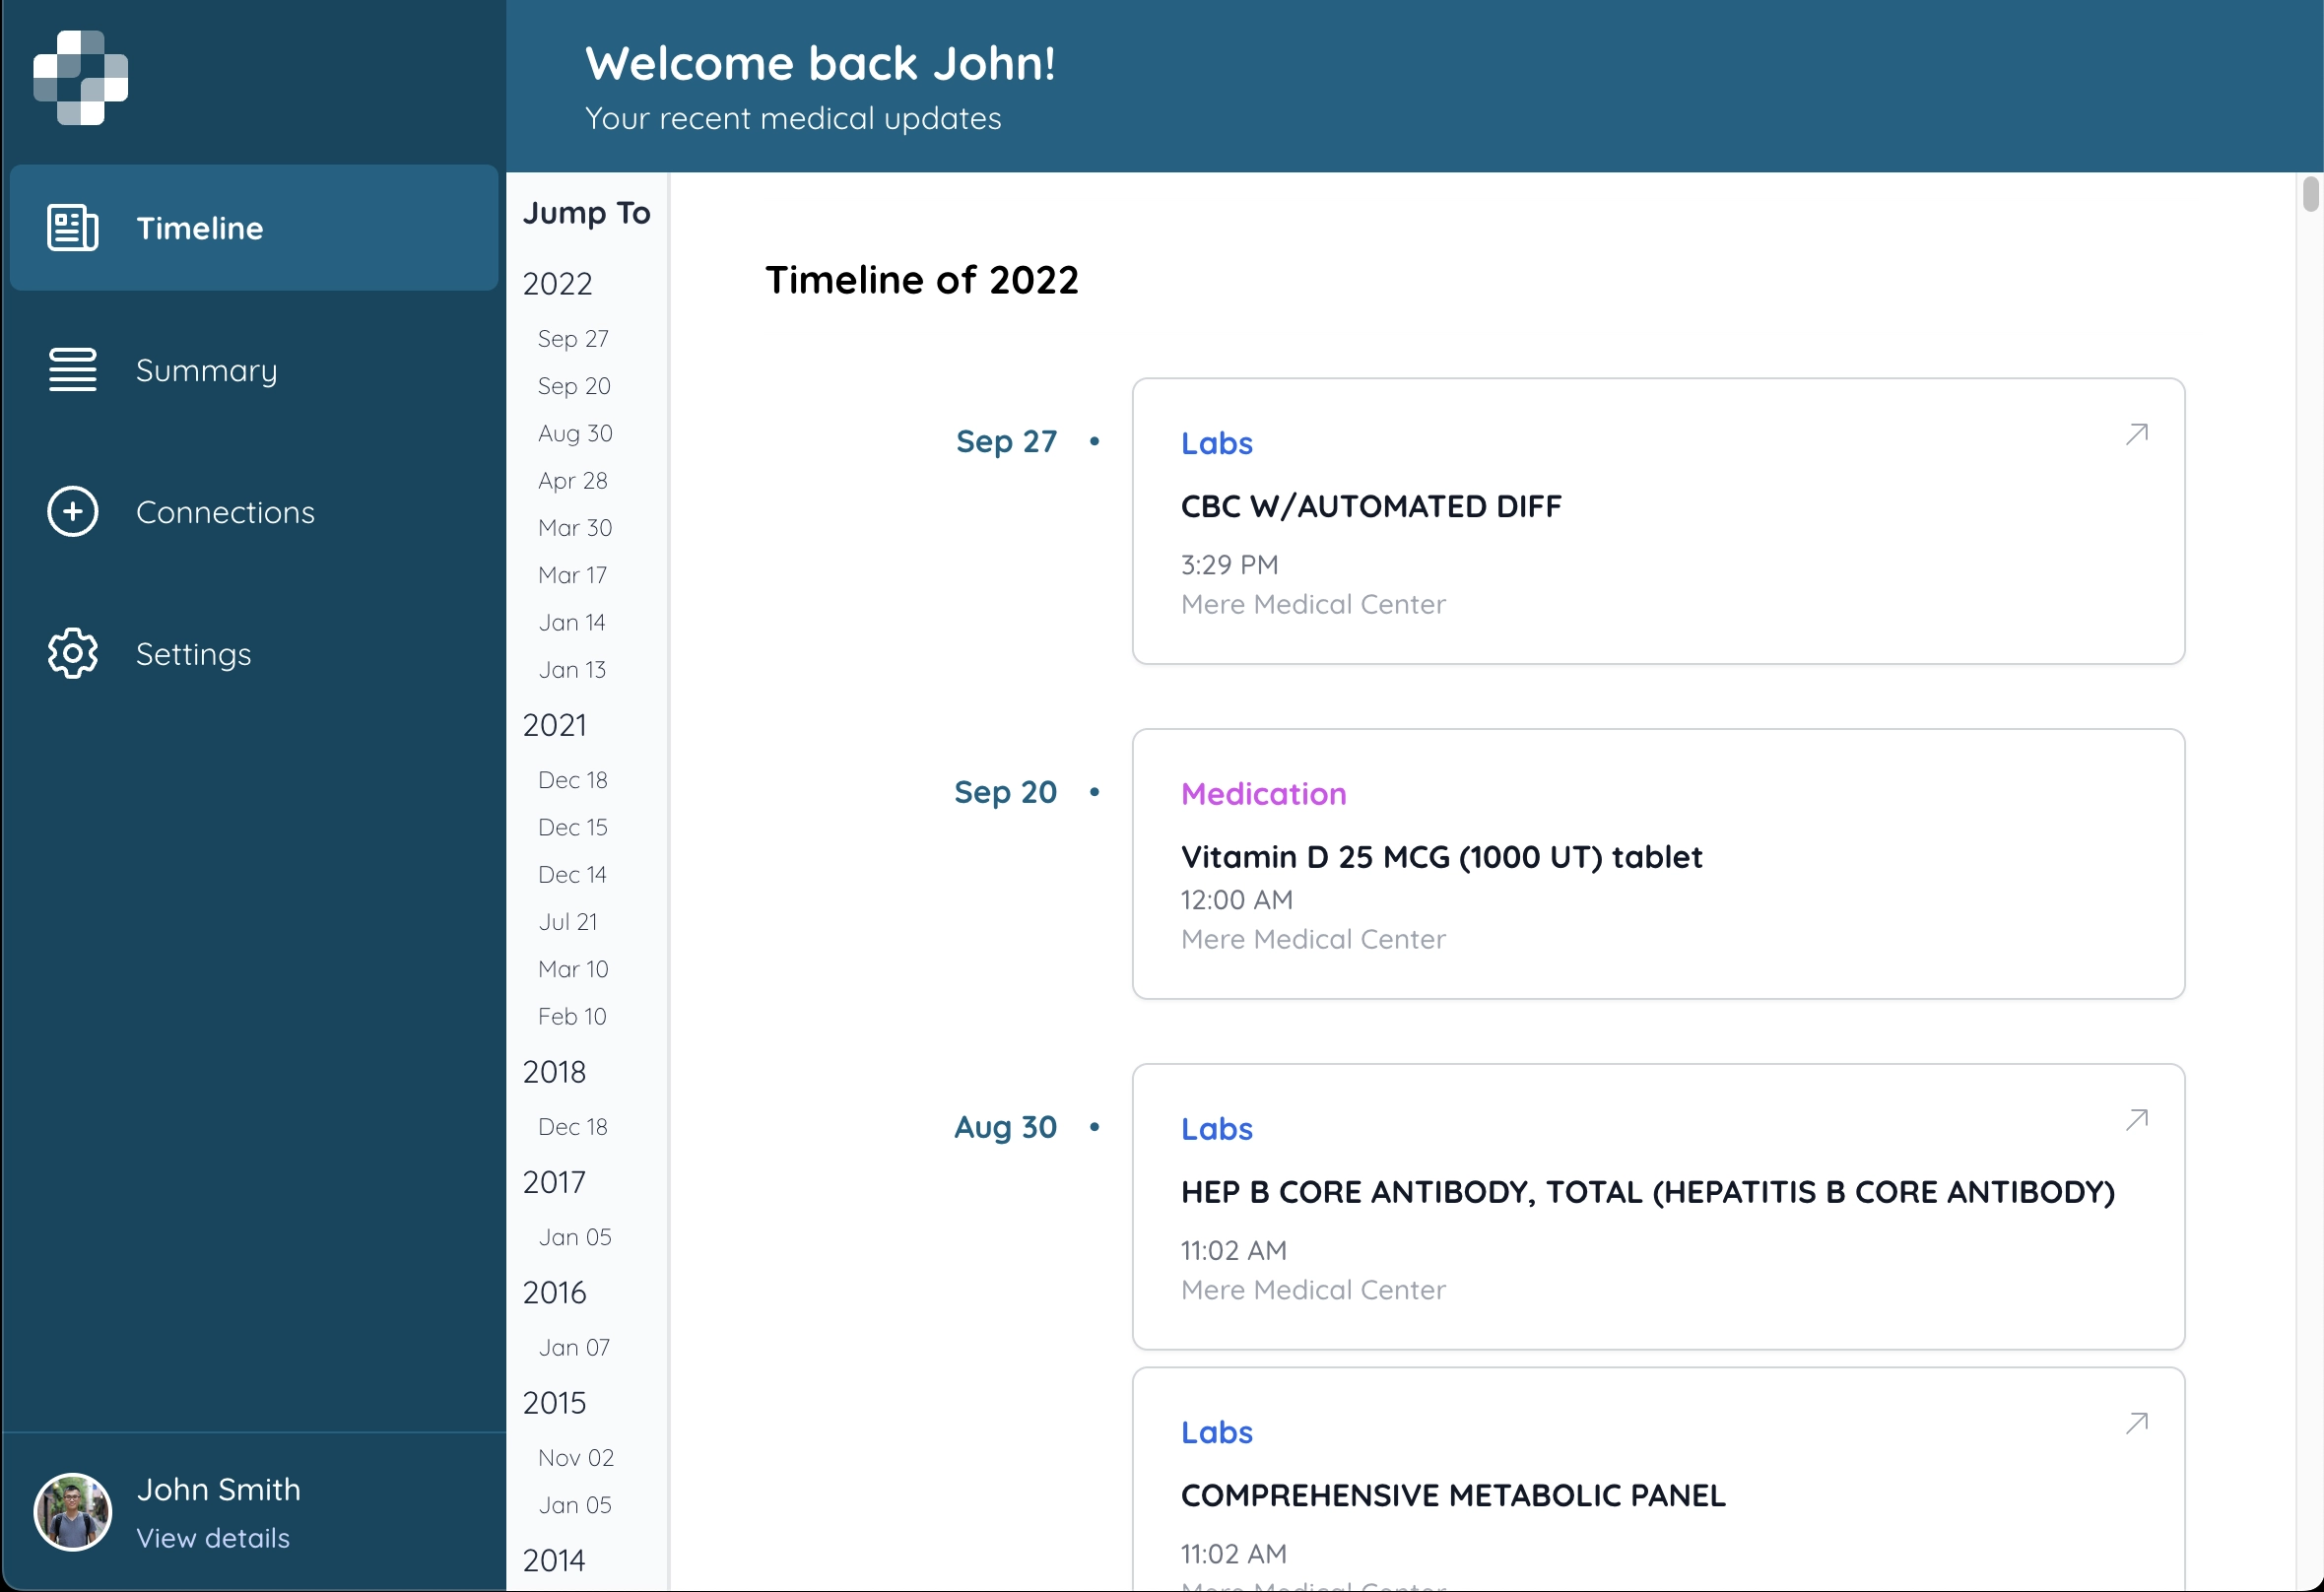 Welcome back John!
Your recent medical updates
Timeline
Summary
Connections
Settings
John Smith
View details
Jump To
2022
Sep 27
Sep 20
Aug 30
Apr 28
Mar 30
Mar 17
Jan 14
Jan 13
2021
Dec 18
Dec 15
Dec 14
Jul 21
Mar 10
Feb 10
2018
Dec 18
2017
Jan 05
2016
Jan 07
2015
Nov 02
Jan 05
2014
Timeline of 2022
Sep 27
Labs
CBC W/AUTOMATED DIFF
3:29 PM
Mere Medical Center
Sep 20
Medication
Vitamin D 25 MCG (1000 UT) tablet
12:00 AM
Mere Medical Center
Aug 30
Labs
HEP B CORE ANTIBODY, TOTAL (HEPATITIS B CORE ANTIBODY)
11:02 AM
Mere Medical Center
Labs
COMPREHENSIVE METABOLIC PANEL
11:02 AM
Mere Medical Center